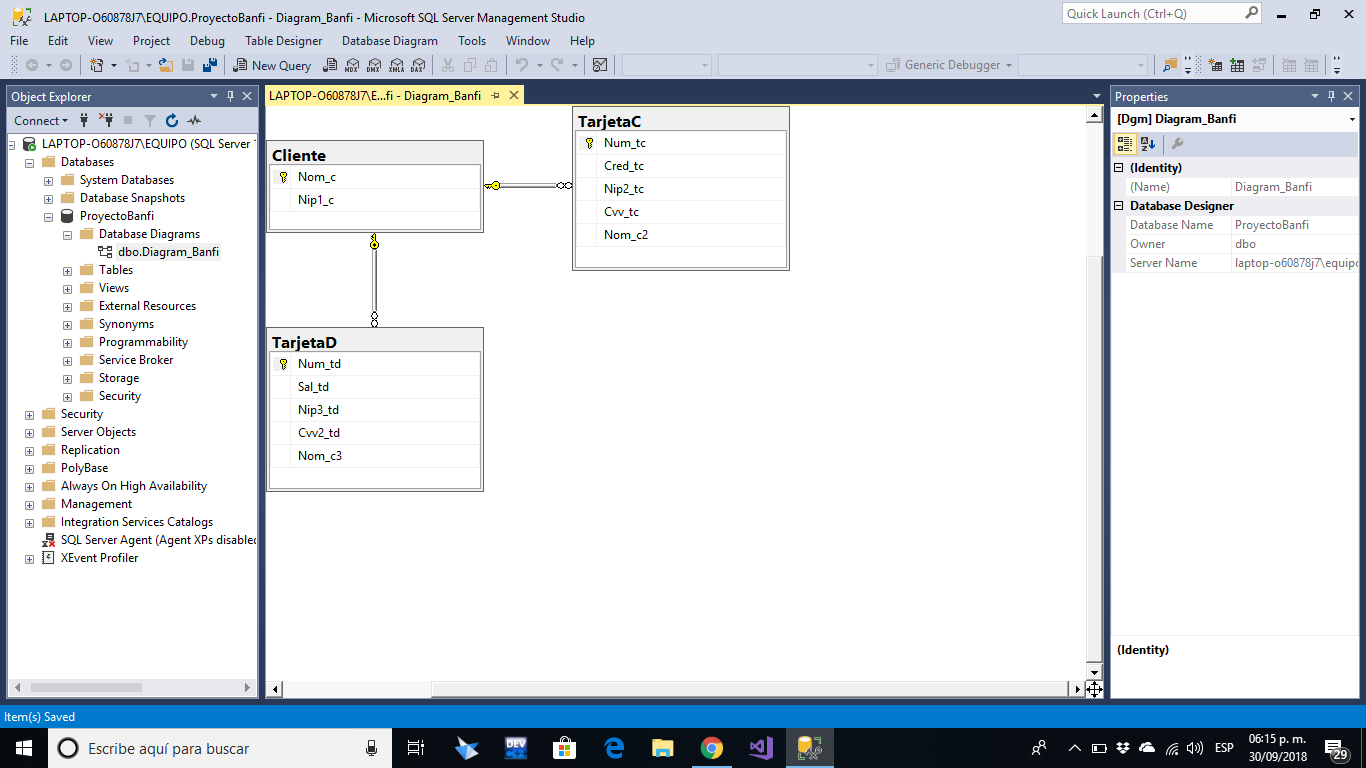 LAPTOP-O60878J7\EQUIPO.ProyectoBanfi - Diagram_Banfi - Microsoft SQL Server Management Studio
Quick Launch (Ctrl+Q)
File Edit View Project Debug Table Designer Database Diagram Tools Window Help
New Query
MDX
DMX
XMLA
DAX
Generic Debugger
Object Explorer
Connect
LAPTOP-O60878J7\EQUIPO (SQL Server
Databases
System Databases
Database Snapshots
ProyectoBanfi
Database Diagrams
dbo.Diagram_Banfi
Tables
Views
External Resources
Synonyms
Programmability
Service Broker
Storage
Security
Security
Server Objects
Replication
PolyBase
Always On High Availability
Management
Integration Services Catalogs
SQL Server Agent (Agent XPs disabled
XEvent Profiler
LAPTOP-O60878J7\E...fi - Diagram_Banfi
Cliente
Nom_c
Nip1_c
TarjetaC
Num_tc
Cred_tc
Nip2_tc
Cvv_tc
Nom_c2
TarjetaD
Num_td
Sal_td
Nip3_td
Cvv2_td
Nom_c3
Properties
[Dgm] Diagram_Banfi
(Identity)
(Name) Diagram_Banfi
Database Designer
Database Name ProyectoBanfi
Owner dbo
Server Name laptop-o60878j7\equipo
(Identity)
Item(s) Saved
Escribe aquí para buscar
DEV
ESP
06:15 p. m.
30/09/2018
29